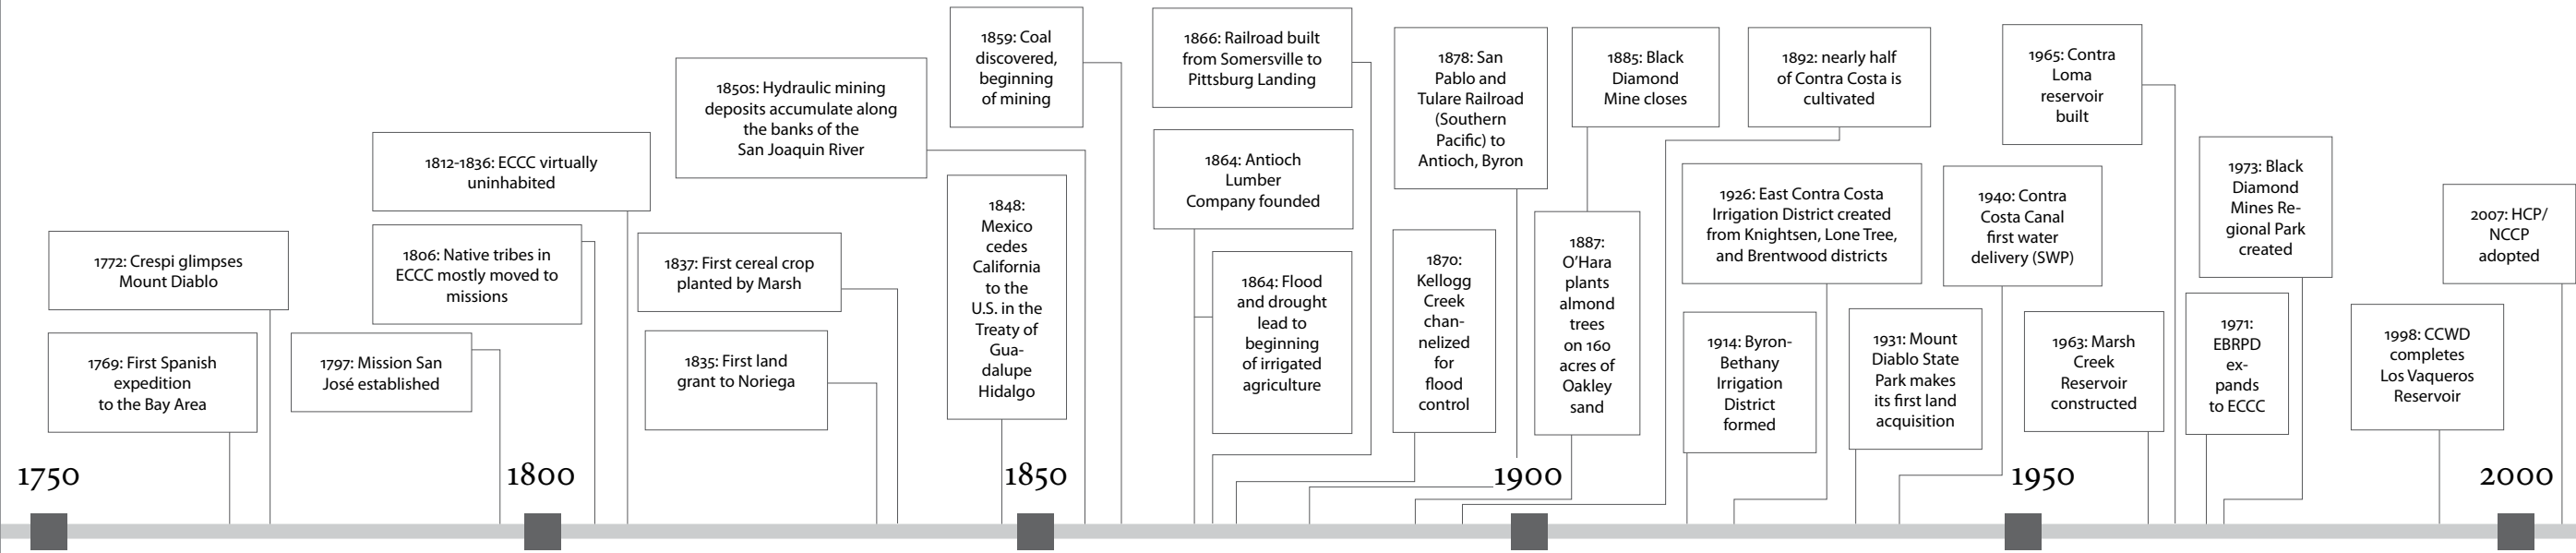 1769: First Spanish
expedition
to the Bay Area
1772: Crespi glimpses
Mount Diablo
1797: Mission San
José established
1806: Native tribes in
ECCC mostly moved to
missions
1812-1836: ECCC virtually
uninhabited
1835: First land
grant to Noriega
1837: First cereal crop
planted by Marsh
1850s: Hydraulic mining
deposits accumulate along
the banks of the
San Joaquin River
1848:
Mexico
cedes
California
to the
U.S. in the
Treaty of
Gua-
dalupe
Hidalgo
1859: Coal
discovered,
beginning
of mining
1866: Railroad built
from Somersville to
Pittsburg Landing
1864: Antioch
Lumber
Company founded
1864: Flood
and drought
lead to
beginning
of irrigated
agriculture
1878: San
Pablo and
Tulare Railroad
(Southern
Pacific) to
Antioch, Byron
1870:
Kellogg
Creek
chan-
nelized
for
flood
control
1885: Black
Diamond
Mine closes
1887:
O'Hara
plants
almond
trees
on 160
acres of
Oakley
sand
1892: nearly half
of Contra Costa is
cultivated
1926: East Contra Costa
Irrigation District created
from Knightsen, Lone Tree,
and Brentwood districts
1914: Byron-
Bethany
Irrigation
District
formed
1931: Mount
Diablo State
Park makes
its first land
acquisition
1940: Contra
Costa Canal
first water
delivery (SWP)
1965: Contra
Loma
reservoir
built
1963: Marsh
Creek
Reservoir
constructed
1973: Black
Diamond
Mines Re-
gional Park
created
1971:
EBRPD
ex-
pands
to ECCC
1998: CCWD
completes
Los Vaqueros
Reservoir
2007: HCP/
NCCP
adopted
1750
1800
1850
1900
1950
2000